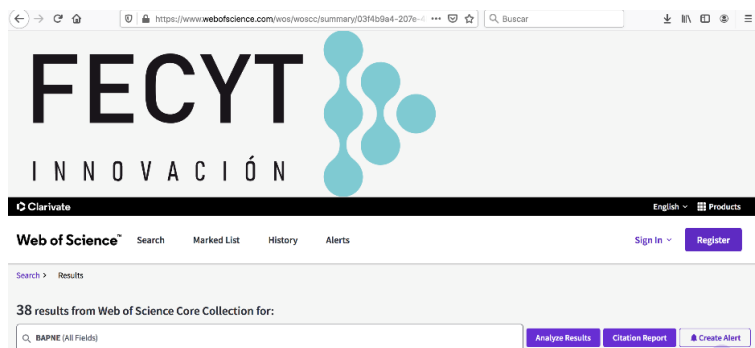 https://www.webofscience.com/wos/woscc/summary/03f4b9a4-207e-4
Buscar
FECYT
INNOVACIÓN
Clarivate
English
Products
Web of Science™
Search
Marked List
History
Alerts
Sign In
Register
Search > Results
38 results from Web of Science Core Collection for:
BAPNE (All Fields)
Analyze Results
Citation Report
Create Alert